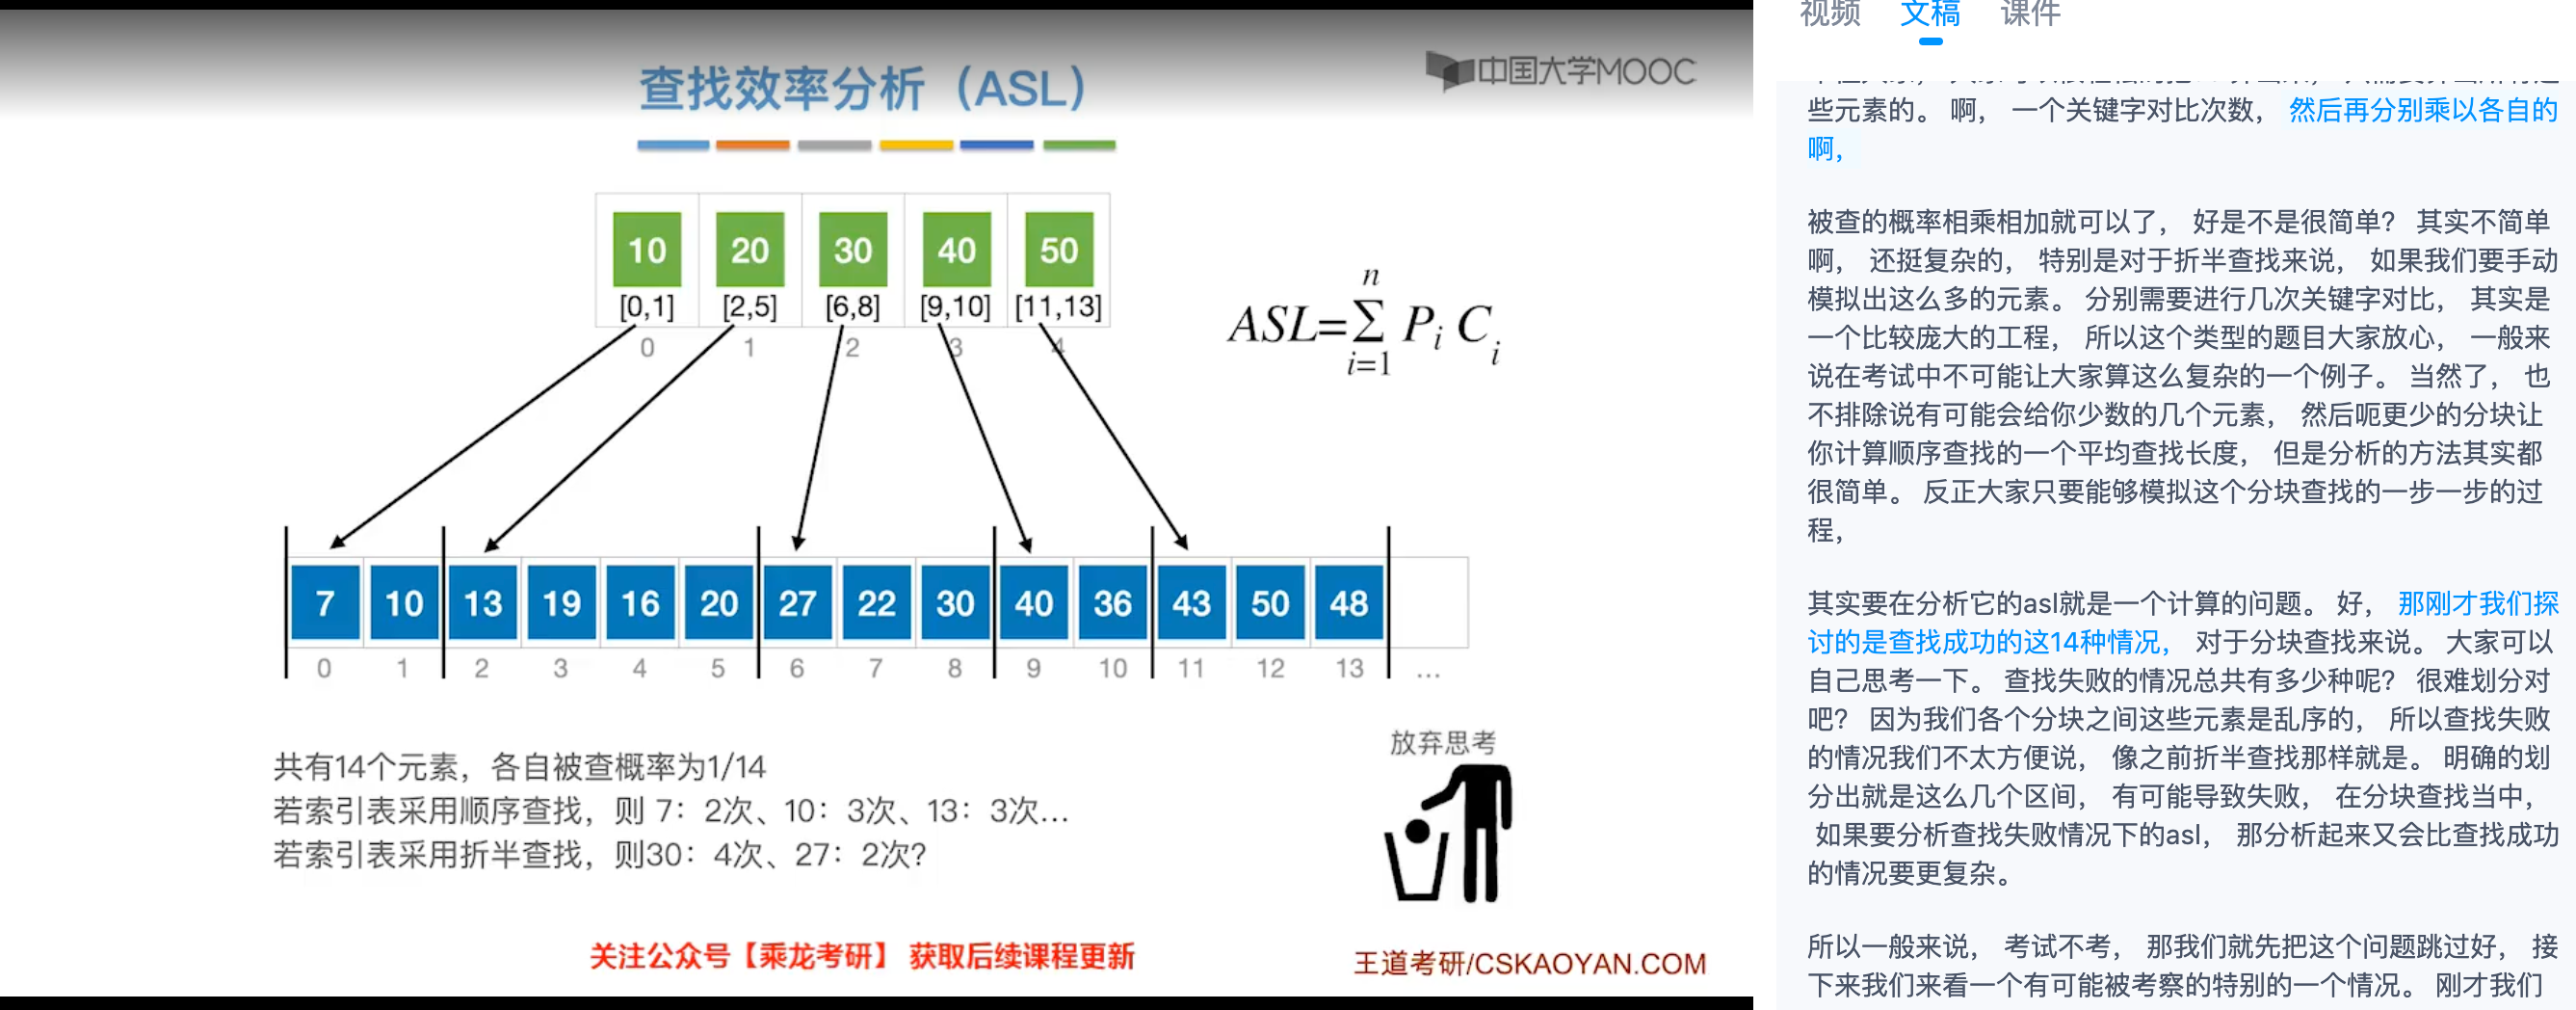 查找效率分析（ASL）
中国大学MOOC
10 20 30 40 50
[0,1] [2,5] [6,8] [9,10] [11,13]
0 1 2 3 4
ASL=∑ Pi Ci
n
i=1
7 10 13 19 16 20 27 22 30 40 36 43 50 48
0 1 2 3 4 5 6 7 8 9 10 11 12 13 ...
共有14个元素，各自被查概率为1/14
若索引表采用顺序查找，则 7：2次、10：3次、13：3次...
若索引表采用折半查找，则30：4次、27：2次?
放弃思考
关注公众号【乘龙考研】 获取后续课程更新
王道考研/CSKAOYAN.COM
视频 文稿 课件
些元素的。 啊， 一个关键字对比次数， 然后再分别乘以各自的
啊，
被查的概率相乘相加就可以了， 好是不是很简单? 其实不简单
啊， 还挺复杂的， 特别是对于折半查找来说， 如果我们要手动
模拟出这么多的元素。 分别需要进行几次关键字对比， 其实是
一个比较庞大的工程， 所以这个类型的题目大家放心， 一般来
说在考试中不可能让大家算这么复杂的一个例子。 当然了， 也
不排除说有可能会给你少数的几个元素， 然后呃更少的分块让
你计算顺序查找的一个平均查找长度， 但是分析的方法其实都
很简单。 反正大家只要能够模拟这个分块查找的一步一步的过
程，
其实要在分析它的asl就是一个计算的问题。 好， 那刚才我们探
讨的是查找成功的这14种情况， 对于分块查找来说。 大家可以
自己思考一下。 查找失败的情况总共有多少种呢? 很难划分对
吧? 因为我们各个分块之间这些元素是乱序的， 所以查找失败
的情况我们不太方便说， 像之前折半查找那样就是。 明确的划
分出就是这么几个区间， 有可能导致失败， 在分块查找当中，
如果要分析查找失败情况下的asl， 那分析起来又会比查找成功
的情况要更复杂。
所以一般来说， 考试不考， 那我们就先把这个问题跳过好， 接
下来我们来看一个有可能被考察的特别的一个情况。 刚才我们